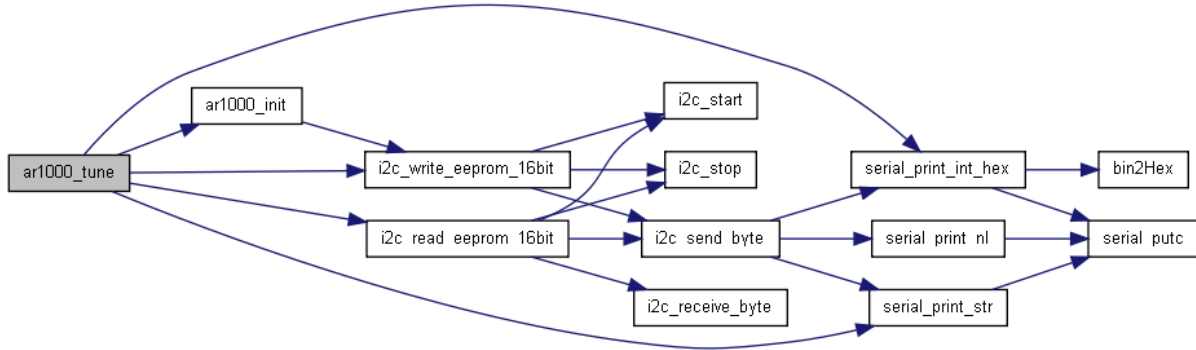 ar1000_tune
ar1000_init
i2c_write_eeprom_16bit
i2c_read_eeprom_16bit
i2c_start
i2c_stop
i2c_send_byte
i2c_receive_byte
serial_print_int_hex
serial_print_nl
serial_print_str
bin2Hex
serial_putc